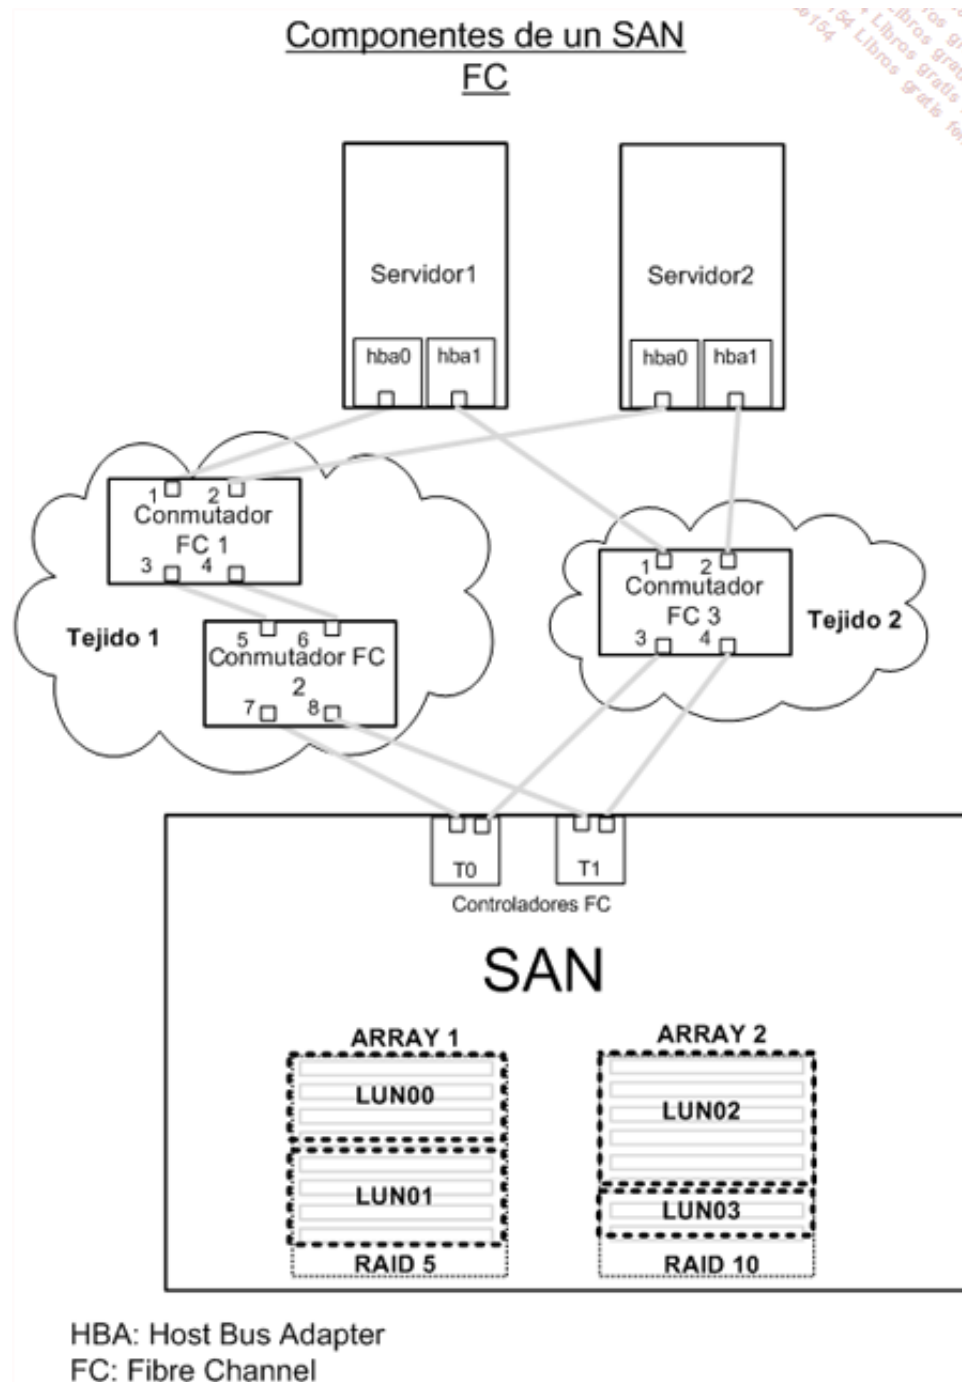 Componentes de un SAN
FC
Servidor1
Servidor2
hba0
hba1
hba0
hba1
1
2
Conmutador
FC 1
3
4
Tejido 1
5
6
Conmutador FC
2
7
8
1
2
Conmutador
FC 3
3
4
Tejido 2
T0
T1
Controladores FC
SAN
ARRAY 1
LUN00
LUN01
RAID 5
ARRAY 2
LUN02
LUN03
RAID 10
HBA: Host Bus Adapter
FC: Fibre Channel
Libros gratis